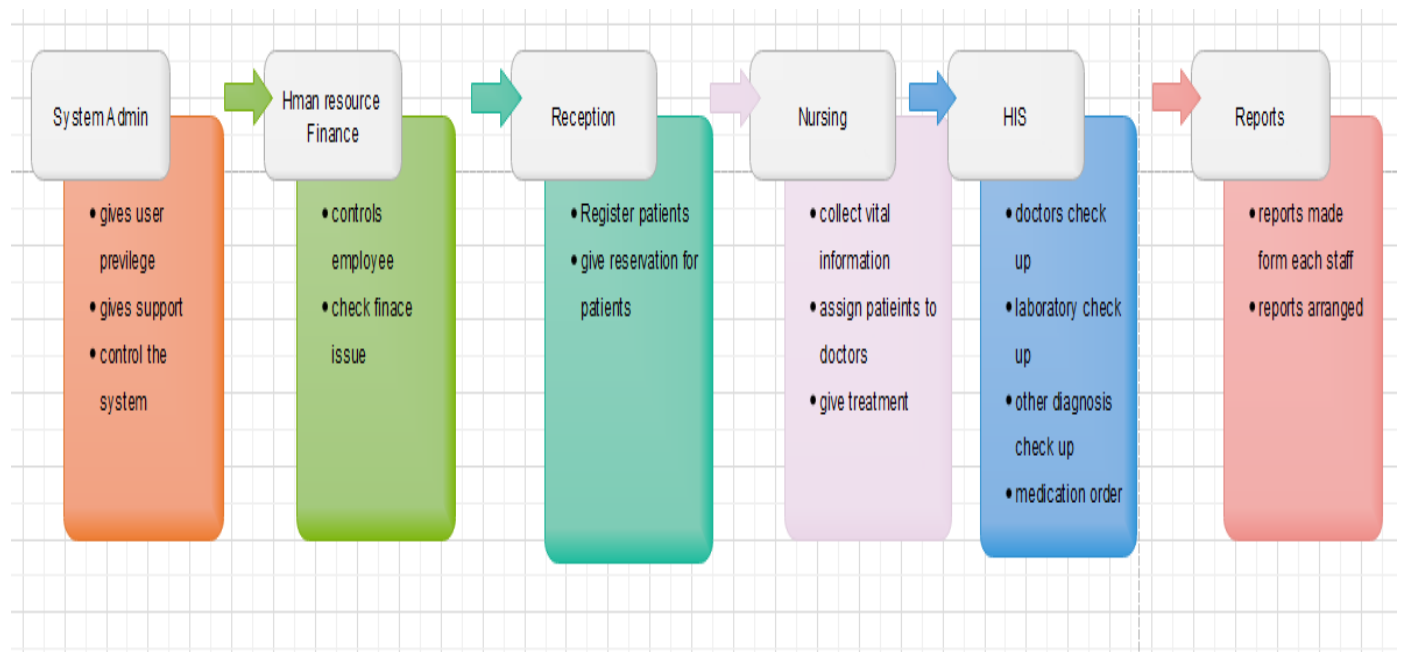 System Admin
• gives user
previlege
• gives support
• control the
system
Hman resource
Finance
• controls
employee
• check finace
issue
Reception
• Register patients
• give reservation for
patients
Nursing
• collect vital
information
• assign patieints to
doctors
• give treatment
HIS
• doctors check
up
• laboratory check
up
• other diagnosis
check up
• medication order
Reports
• reports made
form each staff
• reports arranged